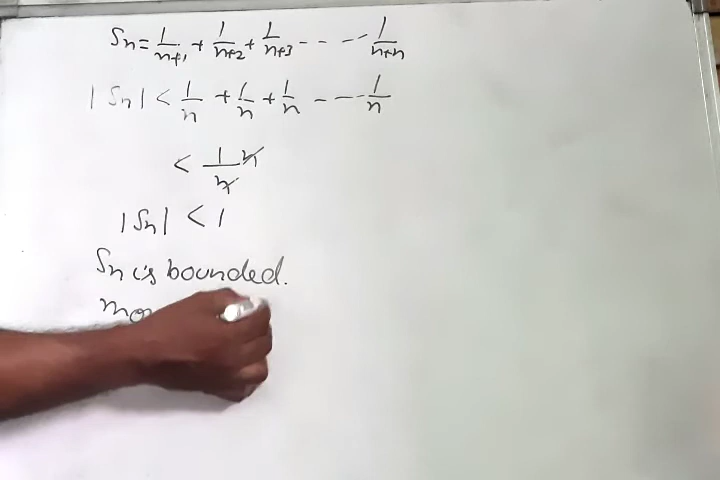 Sn = 1/n+1 + 1/n+2 + 1/n+3 - - - - 1/n+n
|Sn| < 1/n + 1/n + 1/n - - - 1/n
< 1/n n
|Sn| < 1
Sn is bounded.